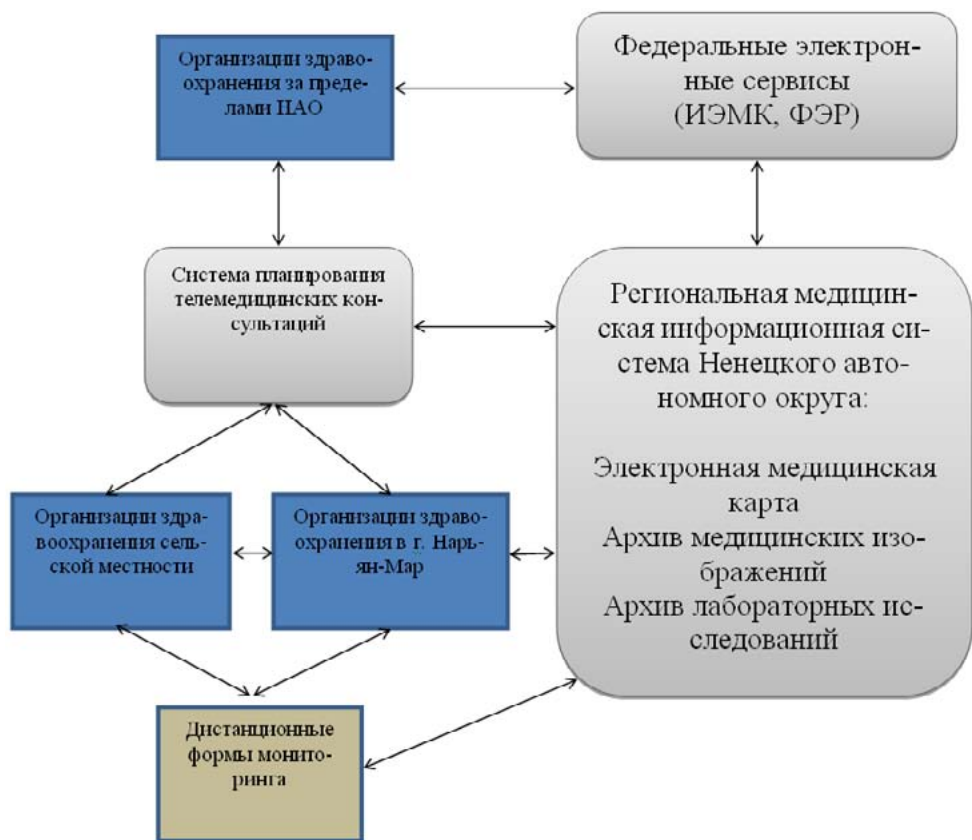 Организации здраво-
охранения за преде-
лами НАО
Федеральные электрон-
ные сервисы
(ИЭМК, ФЭР)
Система планирования
телемедицинских кон-
сультаций
Региональная медицин-
ская информационная си-
стема Ненецкого авто-
номного округа:
Электронная медицинская
карта
Архив медицинских изо-
бражений
Архив лабораторных ис-
следований
Организации здра-
воохранения сель-
ской местности
Организации здраво-
охранения в г. Нарь-
ян-Мар
Дистанционные
формы монито-
ринга